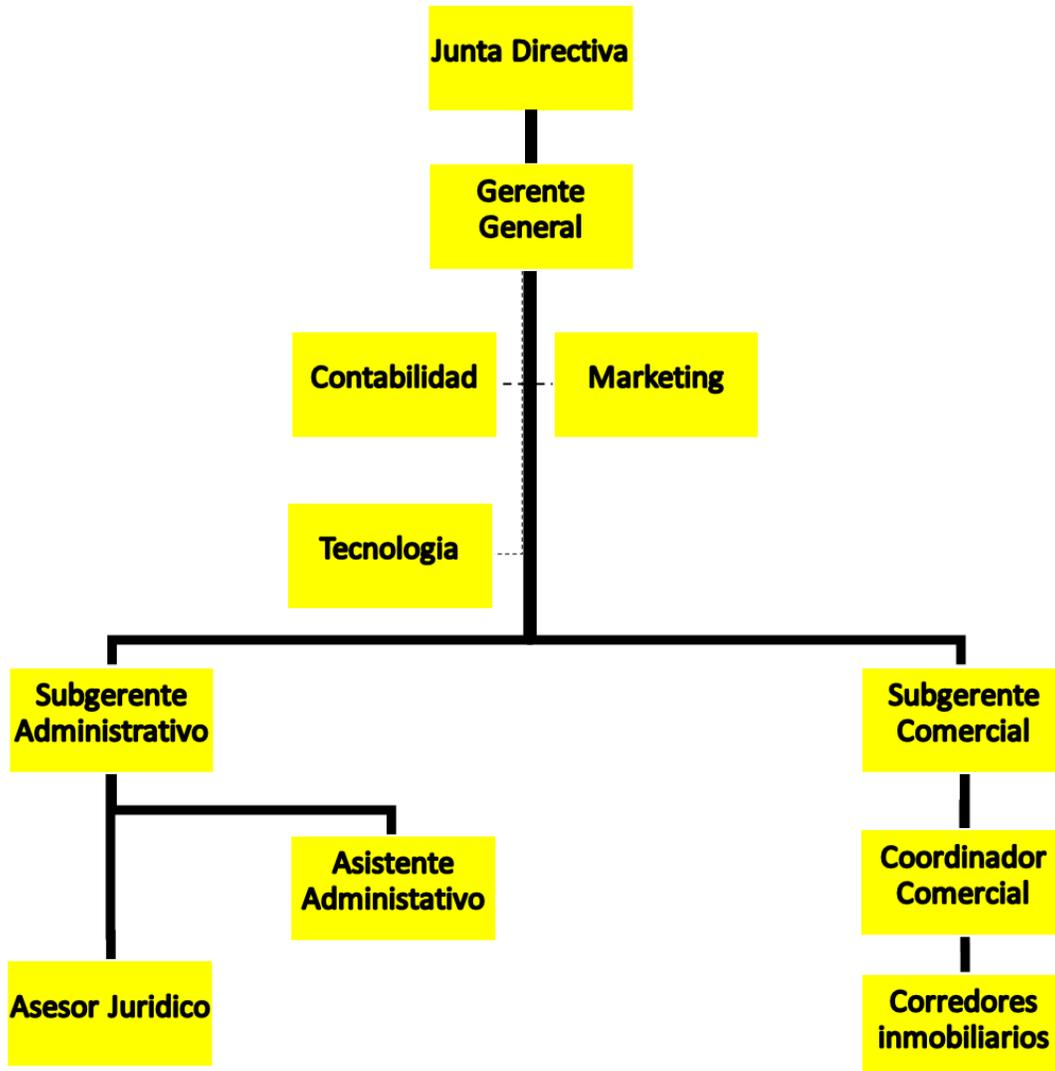 Junta Directiva
Gerente
General
Contabilidad
Marketing
Tecnologia
Subgerente
Administrativo
Subgerente
Comercial
Asistente
Administativo
Coordinador
Comercial
Asesor Juridico
Corredores
inmobiliarios